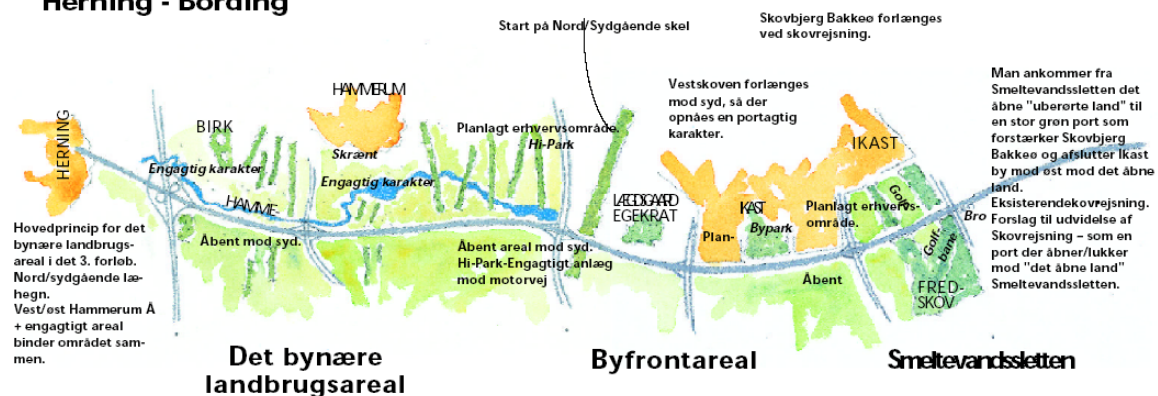 Herning - Bording
Start på Nord/Sydgående skel
Skovbjerg Bakkeø forlænges
ved skovrejsning.
Vestskoven forlænges
mod syd, så der
opnåes en portagtig
karakter.
Man ankommer fra
Smeltevandssletten det
åbne "uberørte land" til
en stor grøn port som
forstærker Skovbjerg
Bakkeø og afslutter Ikast
by mod øst mod det åbne
land.
Eksisterendekovrejsning.
Forslag til udvidelse af
Skovrejsning – som en
port der åbner/lukker
mod "det åbne land"
Smeltevandssletten.
HERNING
BIRK
HAMMERUM
Skrænt
Engagtig karakter
Engagtig karakter
HAMME-
Planlagt erhvervsområde.
Hi-Park
LÆGDSGAARD
EGEKRAT
IKAST
IKAST
Bypark
Plan-
Planlagt erhvervs-
område.
Golf
Golf-
bane
Bro
FRED-
SKOV
Åbent
Åbent mod syd.
Åbent areal mod syd.
Hi-Park-Engagtigt anlæg
mod motorvej
Hovedprincip for det
bynære landbrugs-
areal i det 3. forløb.
Nord/sydgående læ-
hegn.
Vest/øst Hammerum Å
+ engagtigt areal
binder området sam-
men.
Det bynære
landbrugsareal
Byfrontareal
Smeltevandssletten